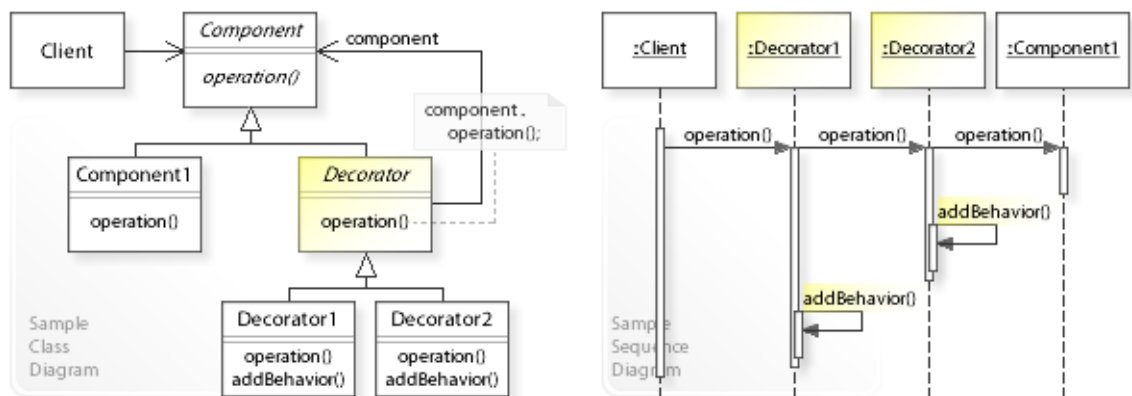 Client
Component
operation()
component
component.
operation();
Component1
operation()
Decorator
operation()
Decorator1
operation()
addBehavior()
Decorator2
operation()
addBehavior()
Sample
Class
Diagram
:Client
:Decorator1
:Decorator2
:Component1
operation()
operation()
operation()
addBehavior()
addBehavior()
Sample
Sequence
Diagram